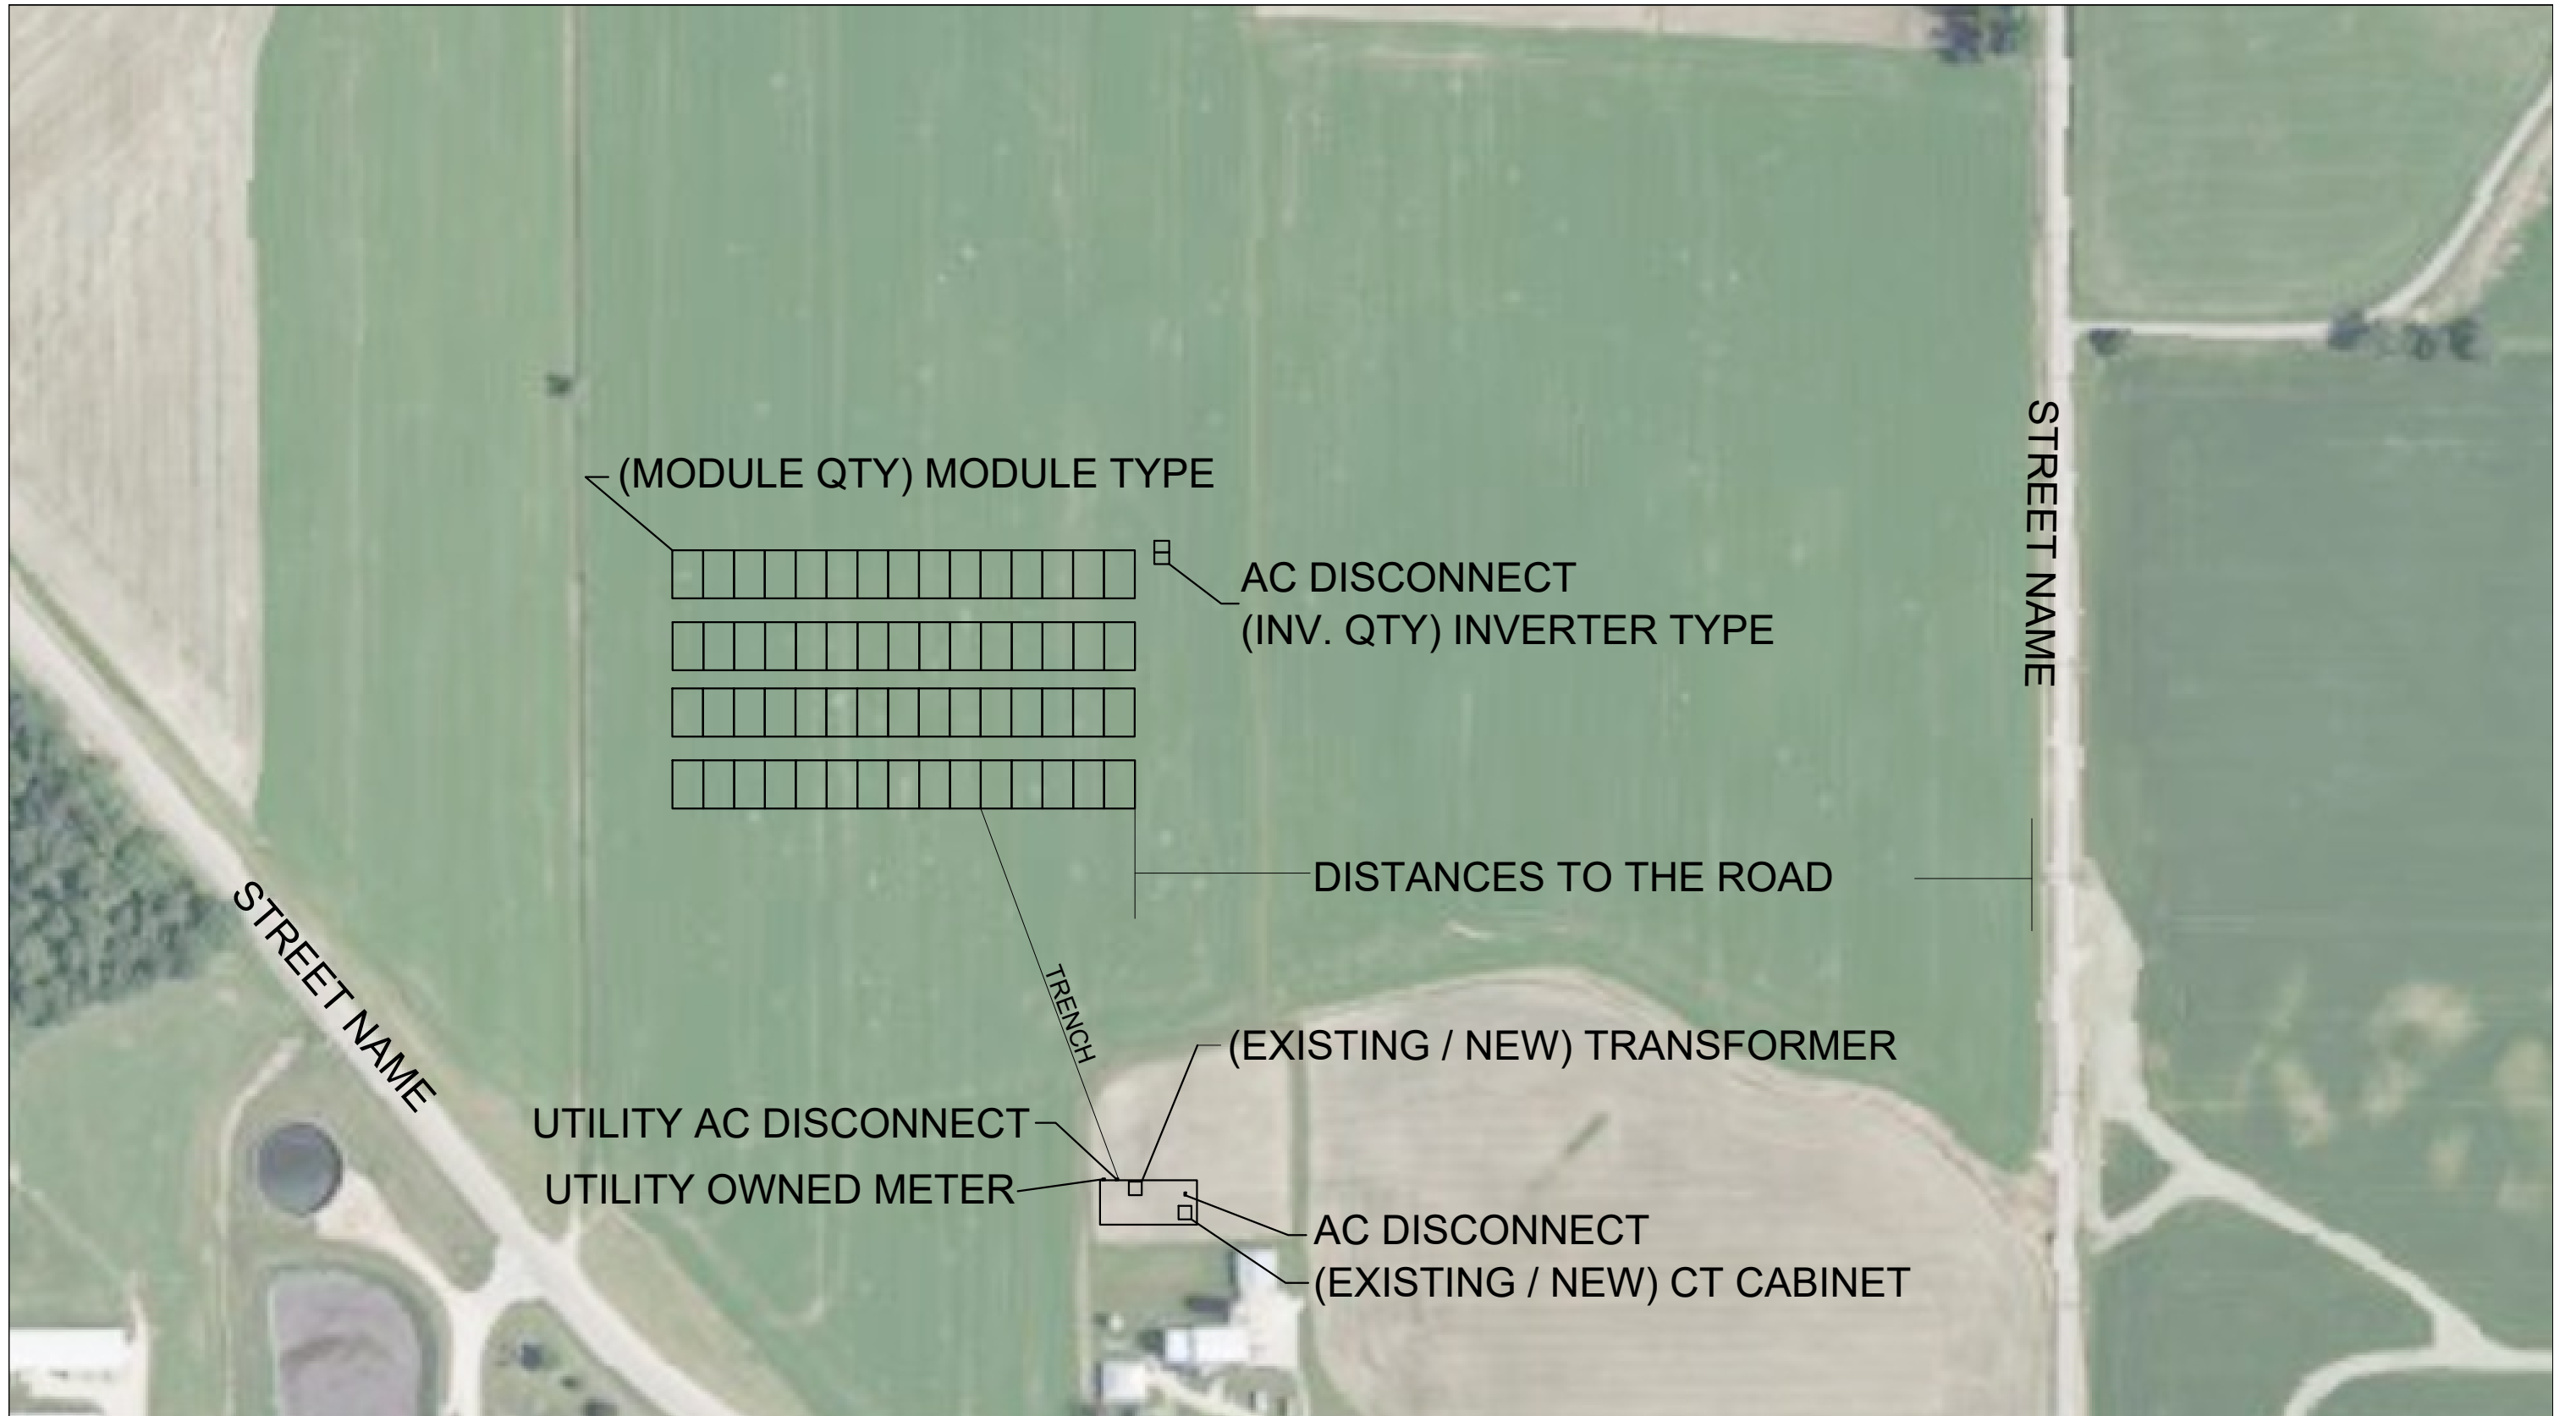 (MODULE QTY) MODULE TYPE
AC DISCONNECT
(INV. QTY) INVERTER TYPE
STREET NAME
DISTANCES TO THE ROAD
STREET NAME
TRENCH
(EXISTING / NEW) TRANSFORMER
UTILITY AC DISCONNECT
UTILITY OWNED METER
AC DISCONNECT
(EXISTING / NEW) CT CABINET